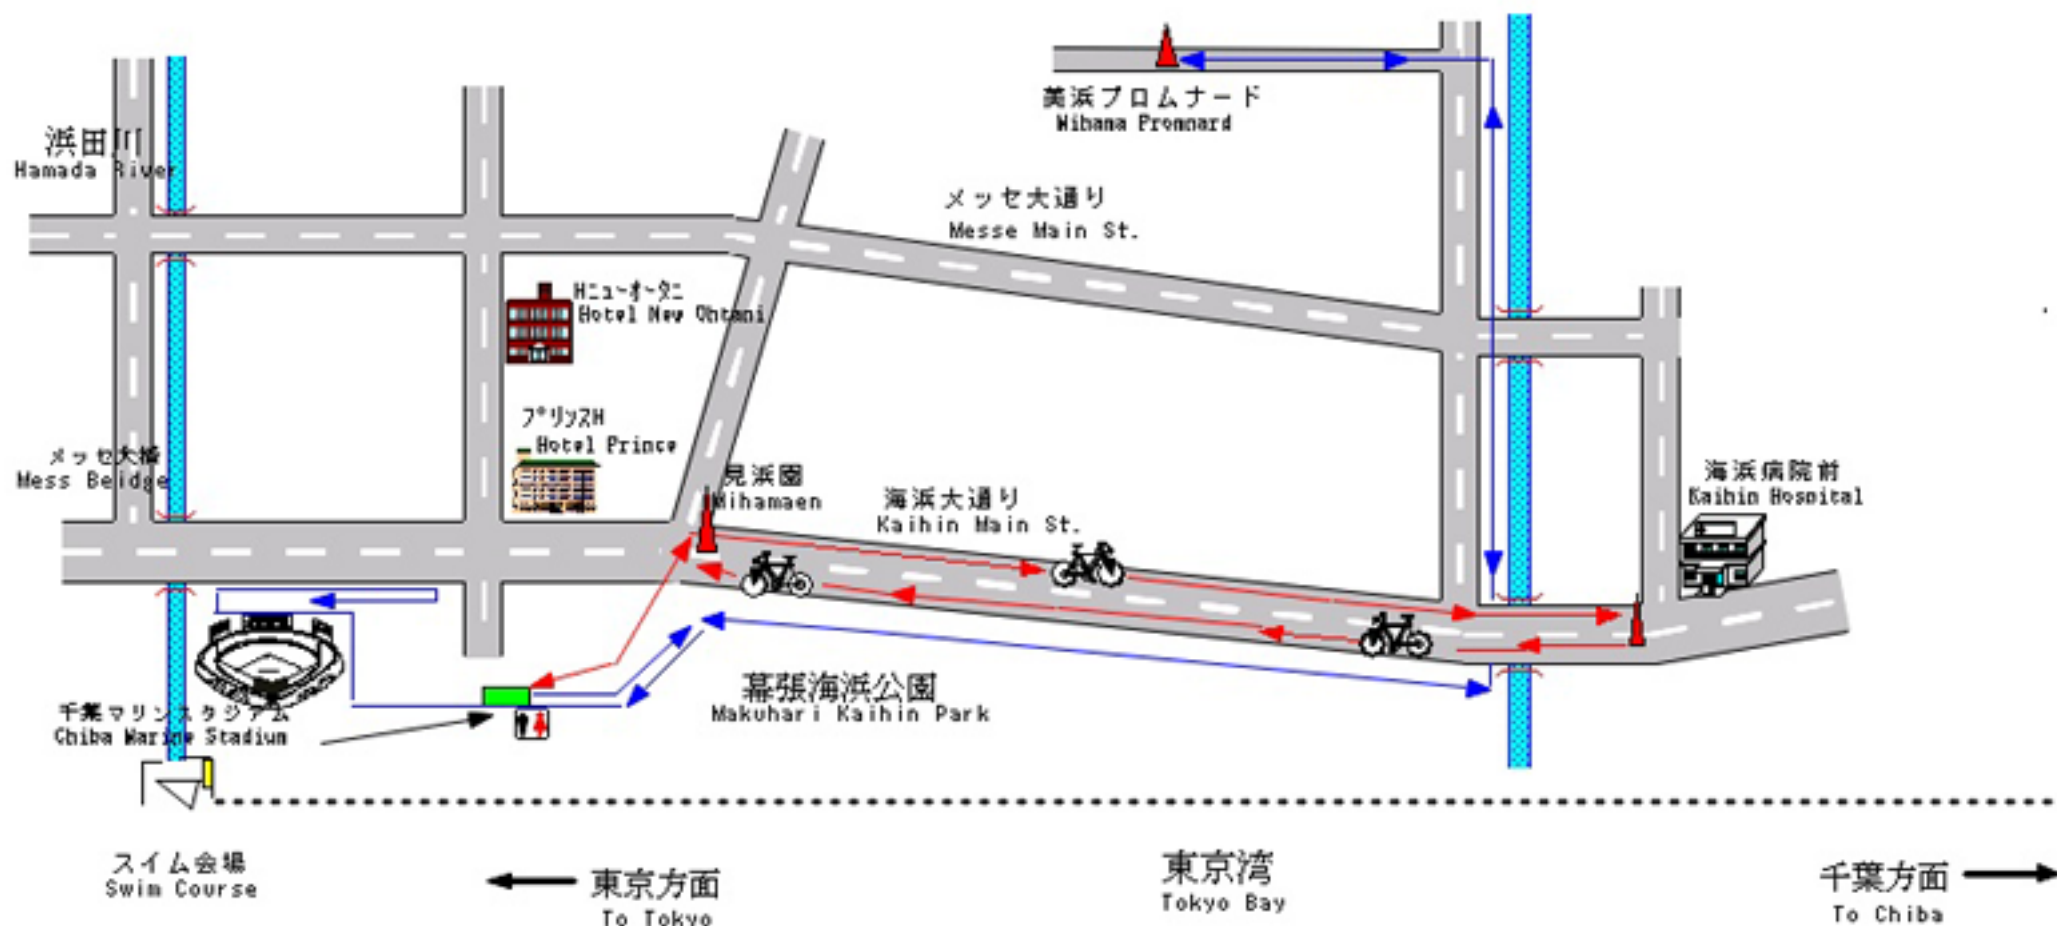 美浜プロムナード
Mihama Promnard
浜田川
Hamada River
メッセ大通り
Messe Main St.
Hニューオータニ
Hotel New Ohtani
プリンスH
Hotel Prince
メッセ大橋
Mess Beidge
見浜園
Mihamaen
海浜大通り
Kaihin Main St.
海浜病院前
Kaihin Hospital
幕張海浜公園
Makuhari Kaihin Park
千葉マリンスタジアム
Chiba Marine Stadium
スイム会場
Swim Course
東京方面
To Tokyo
東京湾
Tokyo Bay
千葉方面
To Chiba